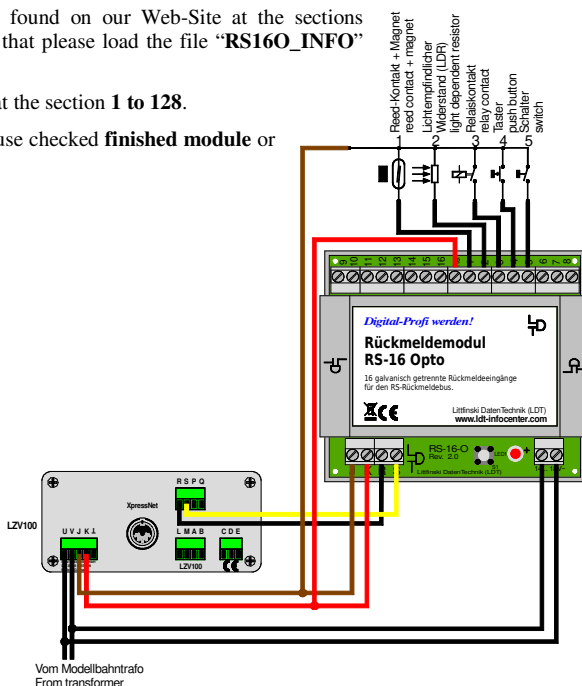 found on our Web-Site at the sections
that please load the file “RS16O_INFO”
at the section 1 to 128.
use checked finished module or
Reed-Kontakt + Magnet
reed contact + magnet
1
Lichtempfindlicher
Widerstand (LDR)
light dependent resistor
2
Relaiskontakt
relay contact
3
Taster
push button
4
Schalter
switch
5
9 10 11 12 13 14 15 16 1 2 3 4 5 6 7 8
Digital-Profi werden!
Rückmeldemodul
RS-16 Opto
16 galvanisch getrennte Rückmeldeeingänge
für den RS-Rückmeldebus.
CE
Littfinski DatenTechnik (LDT)
www.ldt-infocenter.com
RS-16-O
Rev. 2.0
LED1
+
S1
Littfinski DatenTechnik (LDT)
LZV100
R S P Q
XpressNet
U V J K ⊥
L M A B
C D E
LZV100
CE
Vom Modellbahntrafo
From transformer